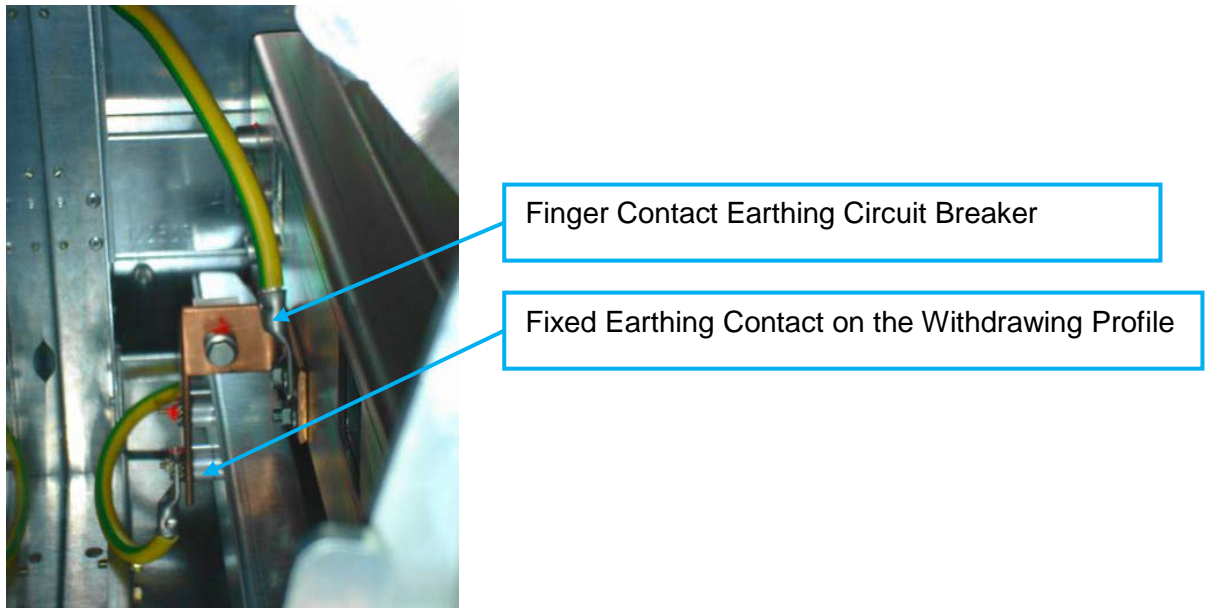 Finger Contact Earthing Circuit Breaker
Fixed Earthing Contact on the Withdrawing Profile